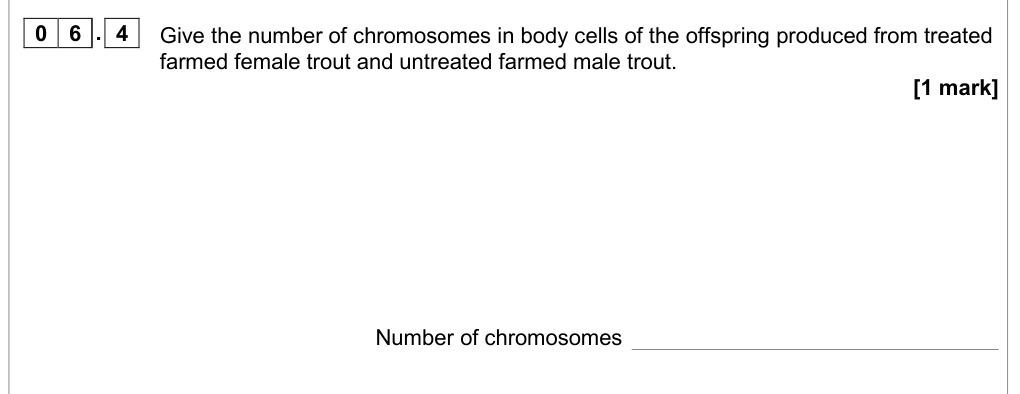 0 6 . 4 Give the number of chromosomes in body cells of the offspring produced from treated
farmed female trout and untreated farmed male trout.
[1 mark]
Number of chromosomes